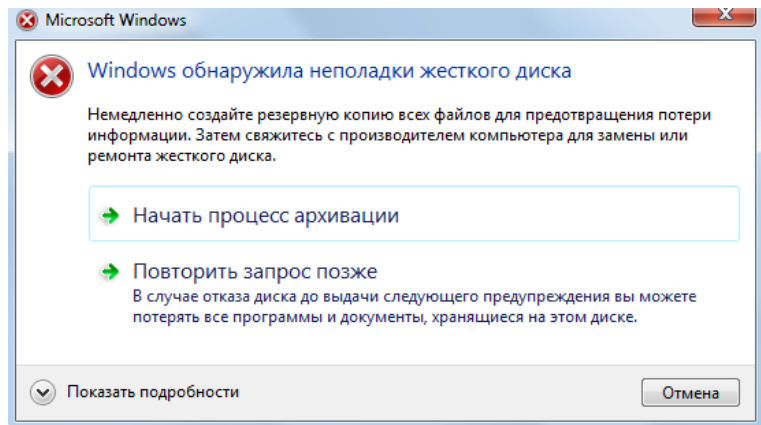 Microsoft Windows
Windows обнаружила неполадки жесткого диска
Немедленно создайте резервную копию всех файлов для предотвращения потери
информации. Затем свяжитесь с производителем компьютера для замены или
ремонта жесткого диска.
Начать процесс архивации
Повторить запрос позже
В случае отказа диска до выдачи следующего предупреждения вы можете
потерять все программы и документы, хранящиеся на этом диске.
Показать подробности
Отмена